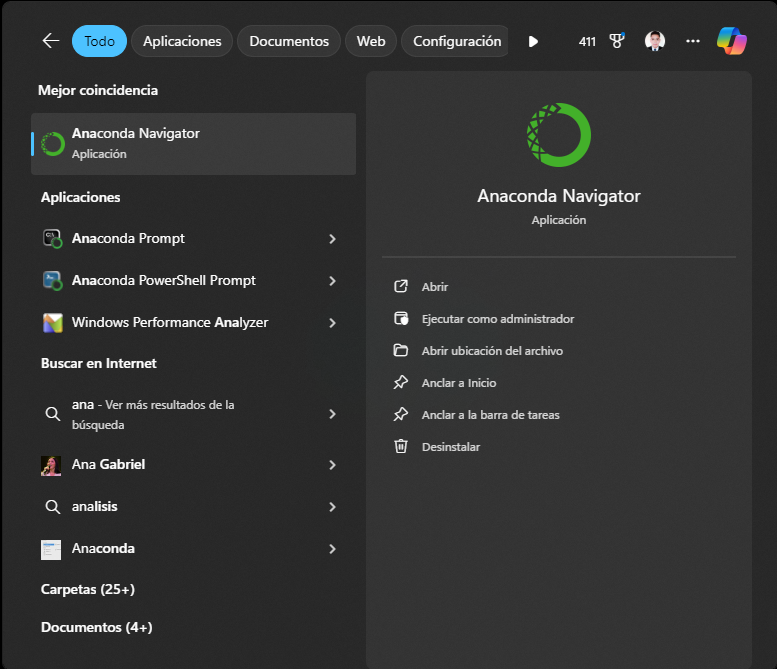 Todo
Aplicaciones
Documentos
Web
Configuración
411
Mejor coincidencia
Anaconda Navigator
Aplicación
Aplicaciones
Anaconda Prompt
Anaconda PowerShell Prompt
Windows Performance Analyzer
Buscar en Internet
ana - Ver más resultados de la
búsqueda
Ana Gabriel
analisis
Anaconda
Carpetas (25+)
Documentos (4+)
Anaconda Navigator
Aplicación
Abrir
Ejecutar como administrador
Abrir ubicación del archivo
Anclar a Inicio
Anclar a la barra de tareas
Desinstalar